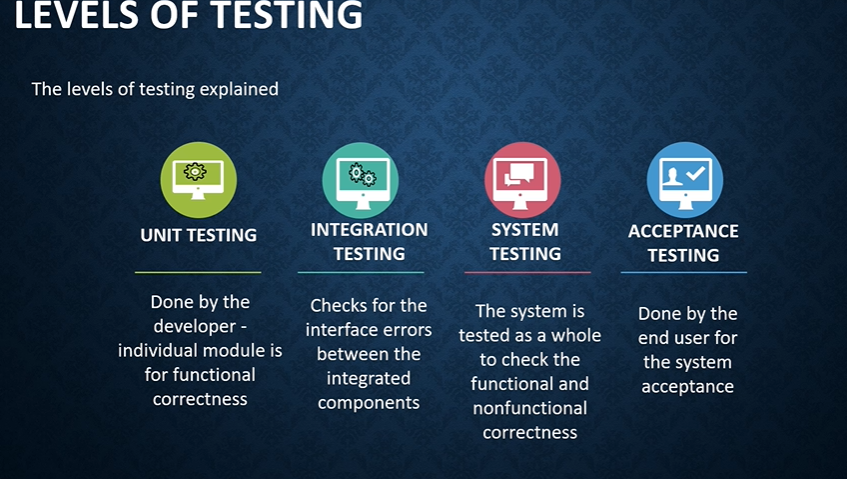 LEVELS OF TESTING
The levels of testing explained
UNIT TESTING
Done by the
developer -
individual module is
for functional
correctness
INTEGRATION
TESTING
Checks for the
interface errors
between the
integrated
components
SYSTEM
TESTING
The system is
tested as a whole
to check the
functional and
nonfunctional
correctness
ACCEPTANCE
TESTING
Done by the
end user for
the system
acceptance